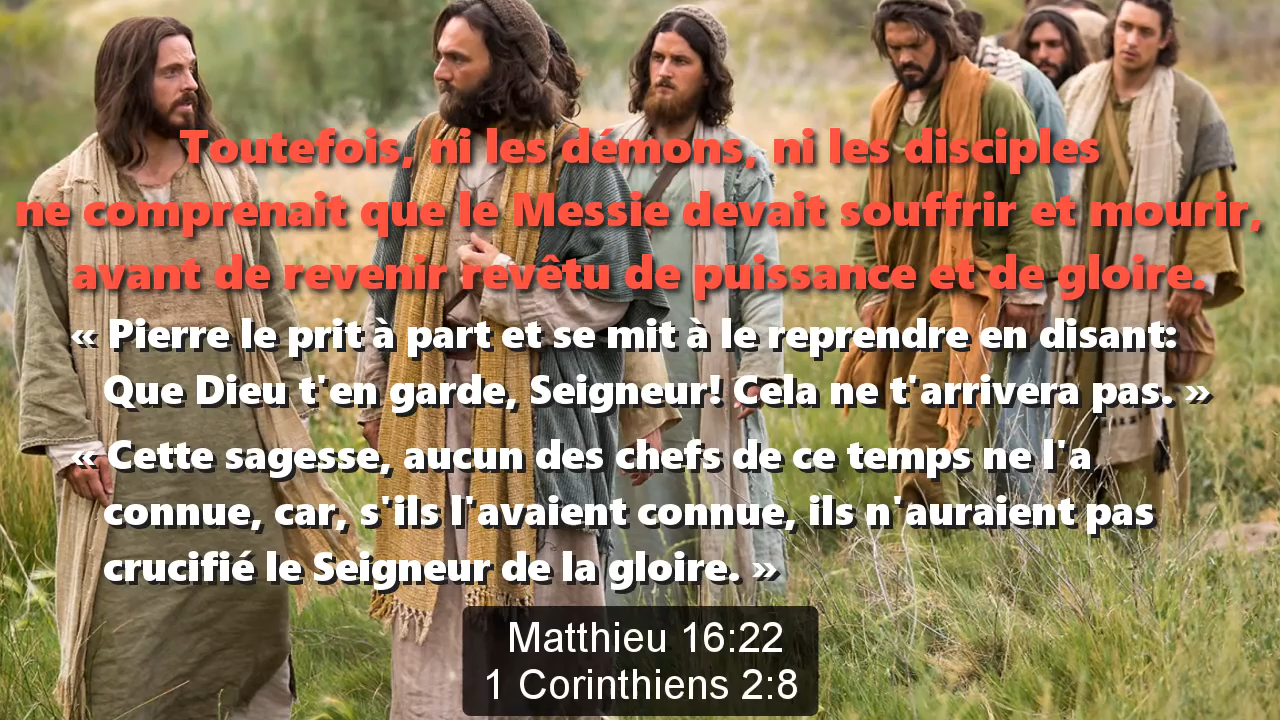 Toutefois, ni les démons, ni les disciples
ne comprenait que le Messie devait souffrir et mourir,
avant de revenir revêtu de puissance et de gloire.
« Pierre le prit à part et se mit à le reprendre en disant:
Que Dieu t'en garde, Seigneur! Cela ne t'arrivera pas. »
« Cette sagesse, aucun des chefs de ce temps ne l'a
connue, car, s'ils l'avaient connue, ils n'auraient pas
crucifié le Seigneur de la gloire. »
Matthieu 16:22
1 Corinthiens 2:8